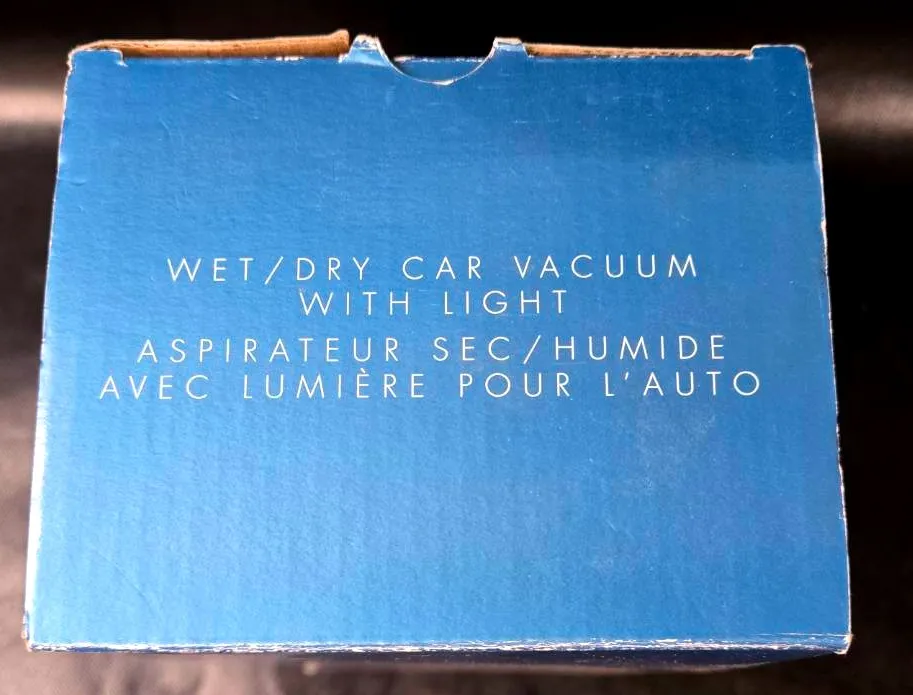 WET/DRY CAR VACUUM
WITH LIGHT
ASPIRATEUR SEC/HUMIDE
AVEC LUMIÈRE POUR L'AUTO